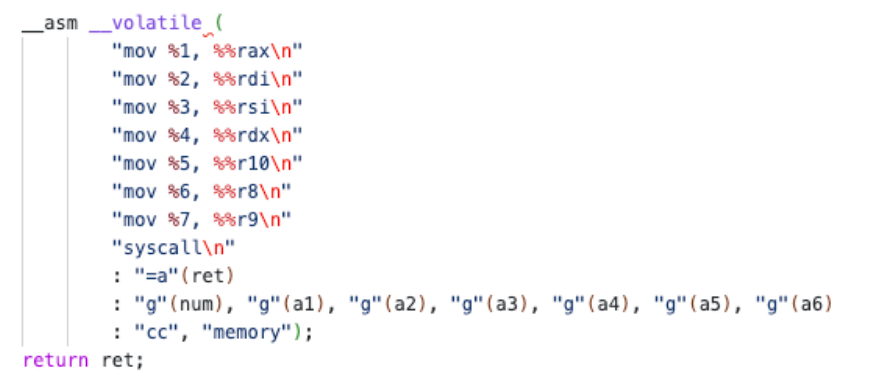 __asm __volatile (
"mov %1, %%rax\n"
"mov %2, %%rdi\n"
"mov %3, %%rsi\n"
"mov %4, %%rdx\n"
"mov %5, %%r10\n"
"mov %6, %%r8\n"
"mov %7, %%r9\n"
"syscall\n"
: "=a"(ret)
: "g"(num), "g"(a1), "g"(a2), "g"(a3), "g"(a4), "g"(a5), "g"(a6)
: "cc", "memory");
return ret;